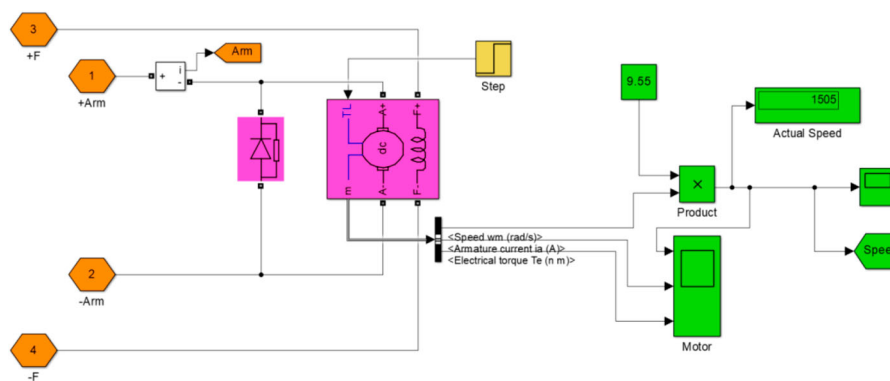 3
+F
1
+Arm
+
i
-
Arm
Step
TL
A+
F+
dc
m
A-
F-
9.55
1505
Actual Speed
×
Product
<Speed wm (rad/s)>
<Armature current ia (A)>
<Electrical torque Te (n m)>
2
-Arm
Spee
Motor
4
-F